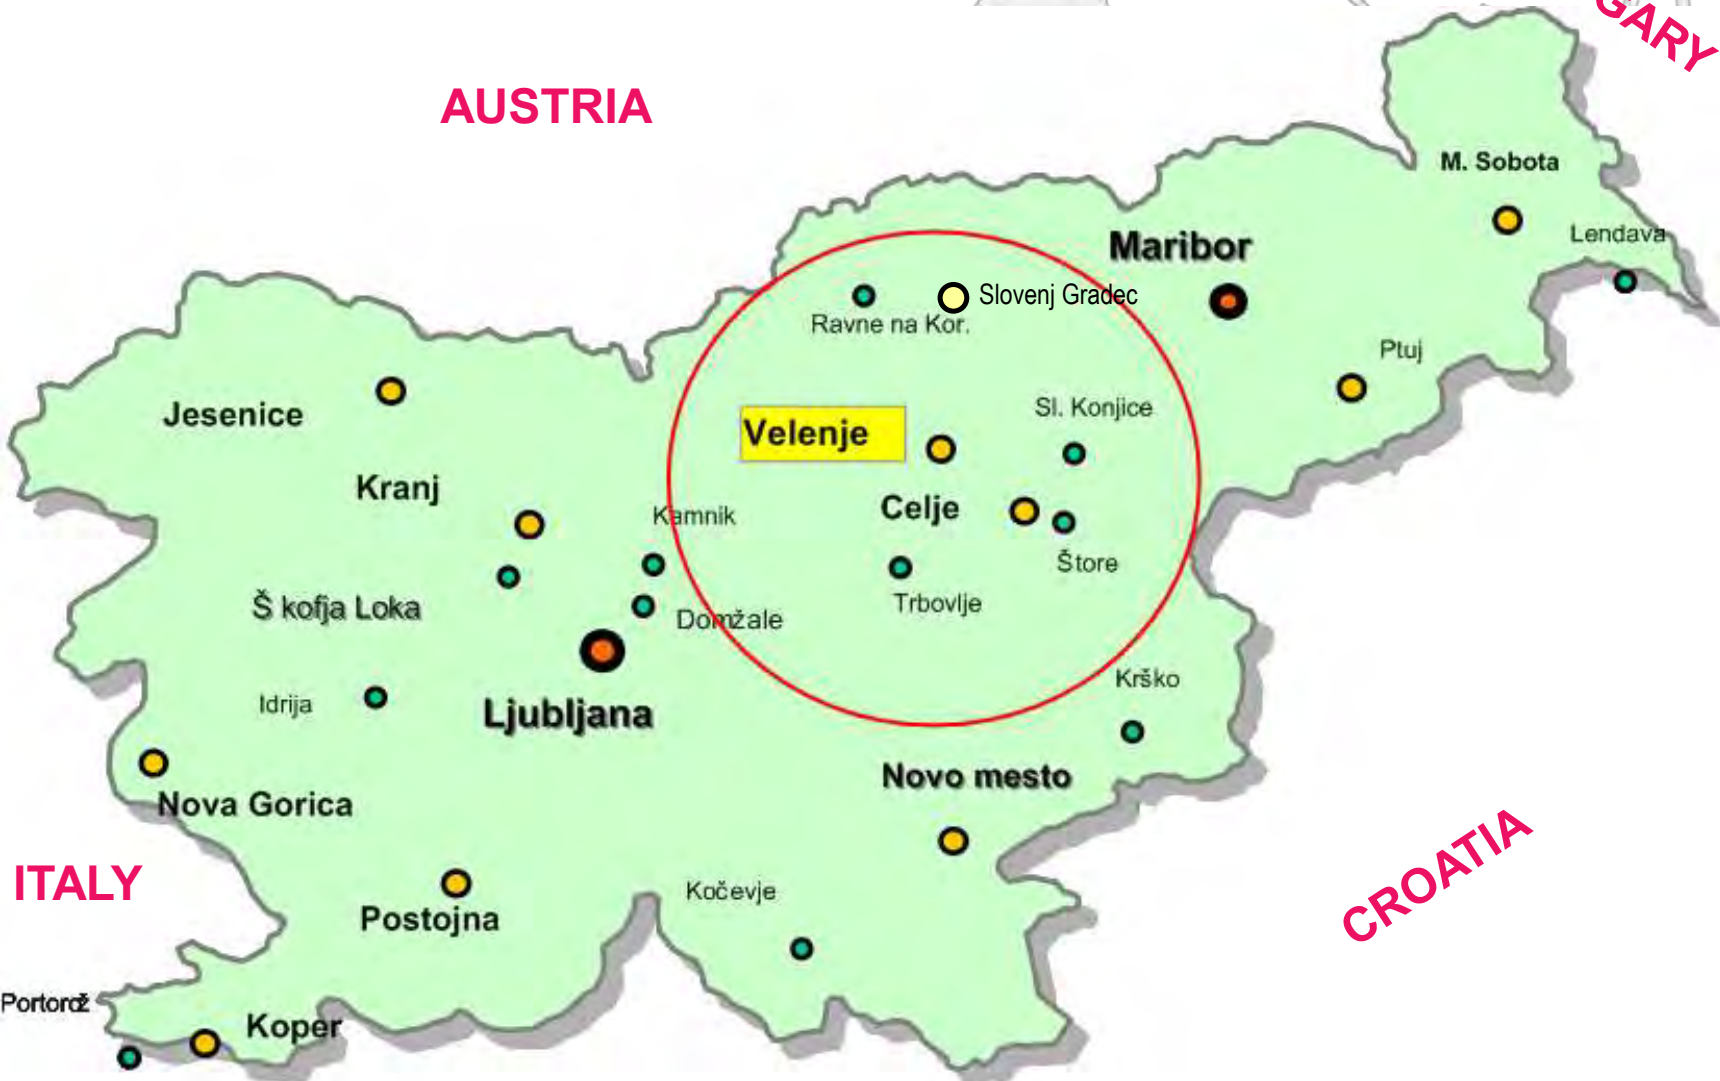 GARY
AUSTRIA
M. Sobota
Lendava
Maribor
Slovenj Gradec
Ravne na Kor.
Ptuj
Jesenice
Sl. Konjice
Velenje
Kranj
Celje
Kamnik
Štore
Š kofja Loka
Trbovlje
Domžale
Krško
Idrija
Ljubljana
Novo mesto
Nova Gorica
CROATIA
ITALY
Kočevje
Postojna
Portorož
Koper